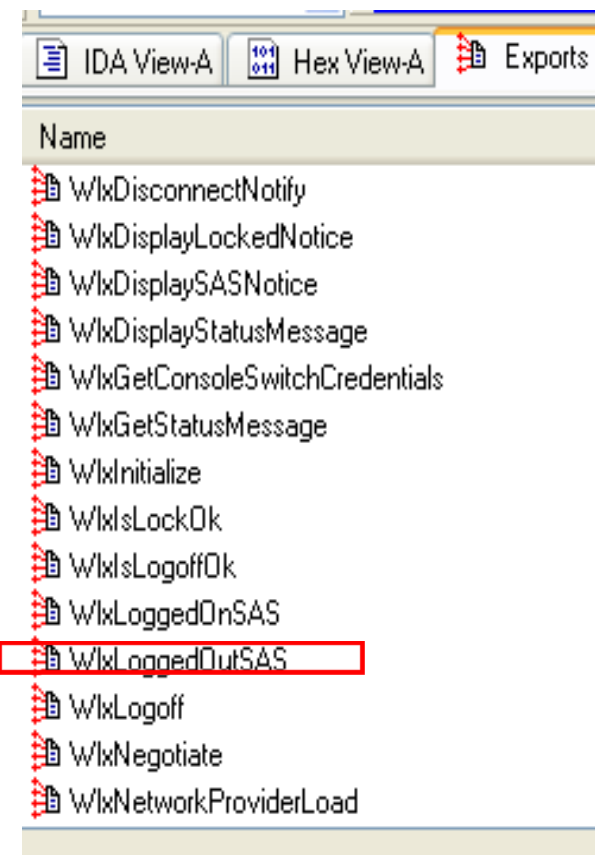 IDA View-A Hex View-A Exports
Name
WlxDisconnectNotify
WlxDisplayLockedNotice
WlxDisplaySASNotice
WlxDisplayStatusMessage
WlxGetConsoleSwitchCredentials
WlxGetStatusMessage
WlxInitialize
WlxIsLockOk
WlxIsLogoffOk
WlxLoggedOnSAS
WlxLoggedOutSAS
WlxLogoff
WlxNegotiate
WlxNetworkProviderLoad